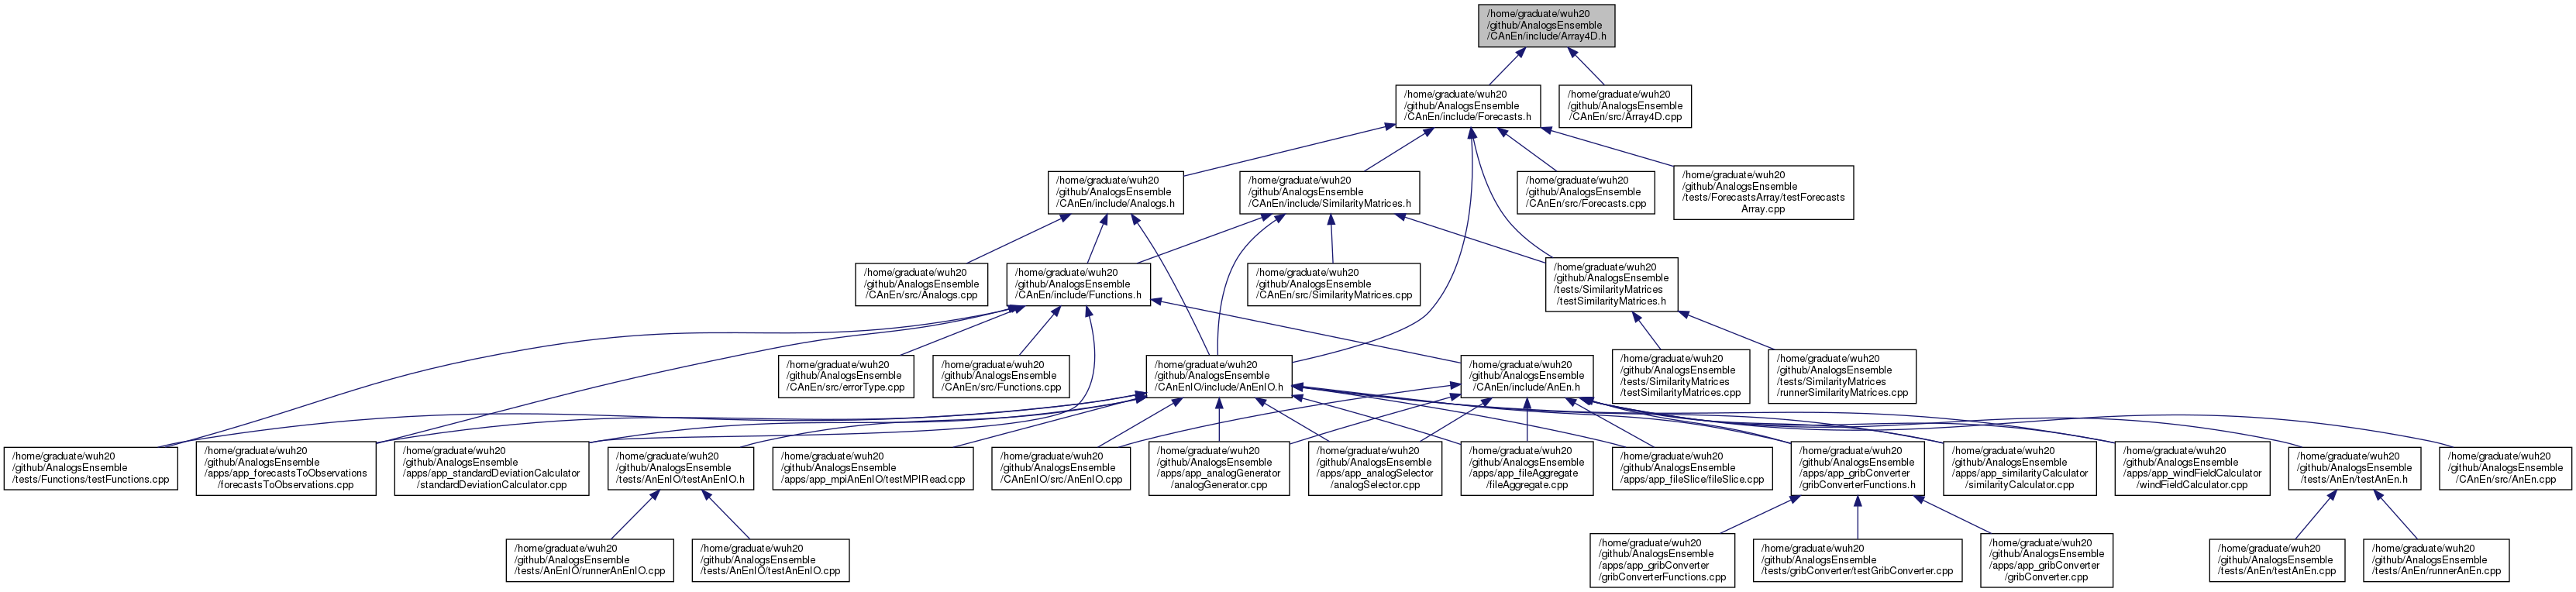 /home/graduate/wuh20
/github/AnalogsEnsemble
/CAnEn/include/Array4D.h
/home/graduate/wuh20
/github/AnalogsEnsemble
/CAnEn/include/Forecasts.h
/home/graduate/wuh20
/github/AnalogsEnsemble
/CAnEn/src/Array4D.cpp
/home/graduate/wuh20
/github/AnalogsEnsemble
/CAnEn/include/Analogs.h
/home/graduate/wuh20
/github/AnalogsEnsemble
/CAnEn/include/SimilarityMatrices.h
/home/graduate/wuh20
/github/AnalogsEnsemble
/CAnEn/src/Forecasts.cpp
/home/graduate/wuh20
/github/AnalogsEnsemble
/tests/ForecastsArray/testForecasts
Array.cpp
/home/graduate/wuh20
/github/AnalogsEnsemble
/CAnEn/src/Analogs.cpp
/home/graduate/wuh20
/github/AnalogsEnsemble
/CAnEn/include/Functions.h
/home/graduate/wuh20
/github/AnalogsEnsemble
/CAnEn/src/SimilarityMatrices.cpp
/home/graduate/wuh20
/github/AnalogsEnsemble
/tests/SimilarityMatrices
/testSimilarityMatrices.h
/home/graduate/wuh20
/github/AnalogsEnsemble
/CAnEn/src/errorType.cpp
/home/graduate/wuh20
/github/AnalogsEnsemble
/CAnEn/src/Functions.cpp
/home/graduate/wuh20
/github/AnalogsEnsemble
/CAnEnIO/include/AnEnIO.h
/home/graduate/wuh20
/github/AnalogsEnsemble
/CAnEn/include/AnEn.h
/home/graduate/wuh20
/github/AnalogsEnsemble
/tests/SimilarityMatrices
/testSimilarityMatrices.cpp
/home/graduate/wuh20
/github/AnalogsEnsemble
/tests/SimilarityMatrices
/runnerSimilarityMatrices.cpp
/home/graduate/wuh20
/github/AnalogsEnsemble
/tests/Functions/testFunctions.cpp
/home/graduate/wuh20
/github/AnalogsEnsemble
/apps/app_forecastsToObservations
/forecastsToObservations.cpp
/home/graduate/wuh20
/github/AnalogsEnsemble
/apps/app_standardDeviationCalculator
/standardDeviationCalculator.cpp
/home/graduate/wuh20
/github/AnalogsEnsemble
/tests/AnEnIO/testAnEnIO.h
/home/graduate/wuh20
/github/AnalogsEnsemble
/apps/app_mpiAnEnIO/testMPIRead.cpp
/home/graduate/wuh20
/github/AnalogsEnsemble
/CAnEnIO/src/AnEnIO.cpp
/home/graduate/wuh20
/github/AnalogsEnsemble
/apps/app_analogGenerator
/analogGenerator.cpp
/home/graduate/wuh20
/github/AnalogsEnsemble
/apps/app_analogSelector
/analogSelector.cpp
/home/graduate/wuh20
/github/AnalogsEnsemble
/apps/app_fileAggregate
/fileAggregate.cpp
/home/graduate/wuh20
/github/AnalogsEnsemble
/apps/app_fileSlice/fileSlice.cpp
/home/graduate/wuh20
/github/AnalogsEnsemble
/apps/app_gribConverter
/gribConverterFunctions.h
/home/graduate/wuh20
/github/AnalogsEnsemble
/apps/app_similarityCalculator
/similarityCalculator.cpp
/home/graduate/wuh20
/github/AnalogsEnsemble
/apps/app_windFieldCalculator
/windFieldCalculator.cpp
/home/graduate/wuh20
/github/AnalogsEnsemble
/tests/AnEn/testAnEn.h
/home/graduate/wuh20
/github/AnalogsEnsemble
/CAnEn/src/AnEn.cpp
/home/graduate/wuh20
/github/AnalogsEnsemble
/tests/AnEnIO/runnerAnEnIO.cpp
/home/graduate/wuh20
/github/AnalogsEnsemble
/tests/AnEnIO/testAnEnIO.cpp
/home/graduate/wuh20
/github/AnalogsEnsemble
/apps/app_gribConverter
/gribConverterFunctions.cpp
/home/graduate/wuh20
/github/AnalogsEnsemble
/tests/gribConverter/testGribConverter.cpp
/home/graduate/wuh20
/github/AnalogsEnsemble
/apps/app_gribConverter
/gribConverter.cpp
/home/graduate/wuh20
/github/AnalogsEnsemble
/tests/AnEn/testAnEn.cpp
/home/graduate/wuh20
/github/AnalogsEnsemble
/tests/AnEn/runnerAnEn.cpp